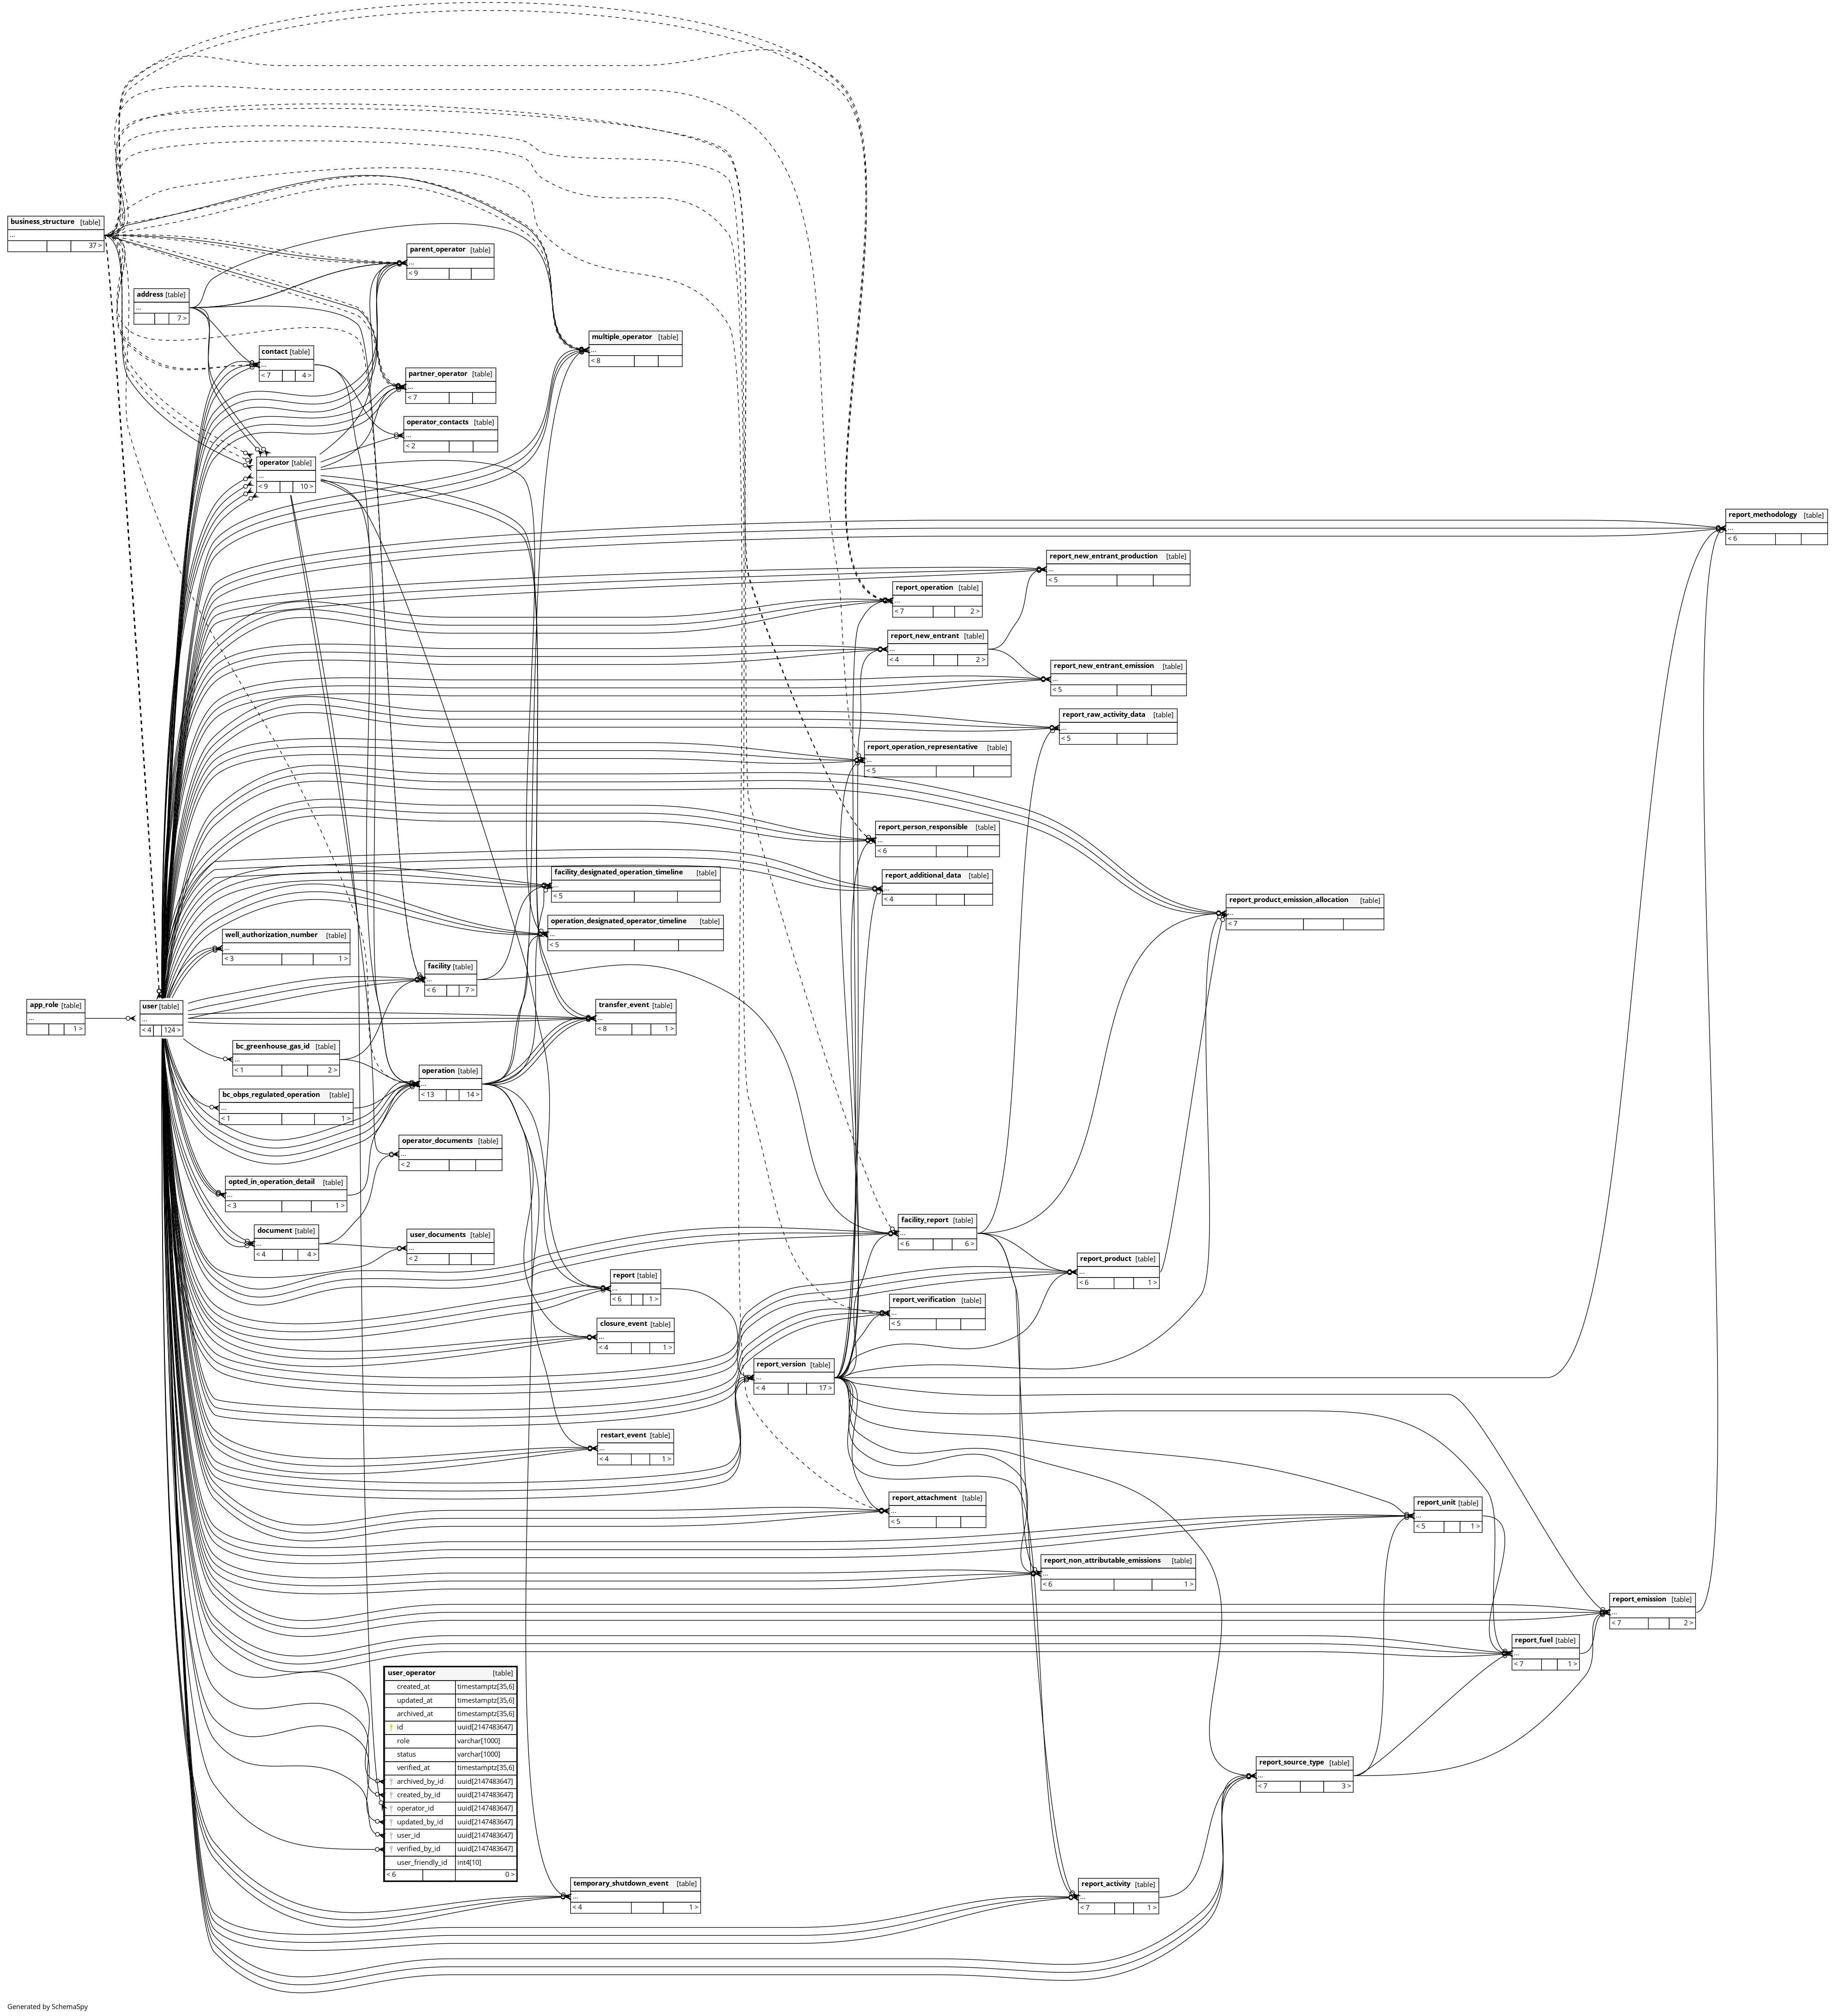 business_structure [table]
...
37 >
parent_operator [table]
...
< 9
address [table]
...
7 >
multiple_operator [table]
...
< 8
contact [table]
...
< 7 4 >
partner_operator [table]
...
< 7
operator_contacts [table]
...
< 2
operator [table]
...
< 9 10 >
report_methodology [table]
...
< 6
report_new_entrant_production [table]
...
< 5
report_operation [table]
...
< 7 2 >
report_new_entrant [table]
...
< 4 2 >
report_new_entrant_emission [table]
...
< 5
report_raw_activity_data [table]
...
< 5
report_operation_representative [table]
...
< 5
report_person_responsible [table]
...
< 6
facility_designated_operation_timeline [table]
...
< 5
report_additional_data [table]
...
< 4
report_product_emission_allocation [table]
...
< 7
operation_designated_operator_timeline [table]
...
< 5
well_authorization_number [table]
...
< 3 1 >
facility [table]
...
< 6 7 >
app_role [table]
...
1 >
user [table]
...
< 4 124 >
transfer_event [table]
...
< 8 1 >
bc_greenhouse_gas_id [table]
...
< 1 2 >
operation [table]
...
< 13 14 >
bc_obps_regulated_operation [table]
...
< 1 1 >
operator_documents [table]
...
< 2
opted_in_operation_detail [table]
...
< 3 1 >
document [table]
...
< 4 4 >
user_documents [table]
...
< 2
facility_report [table]
...
< 6 6 >
report_product [table]
...
< 6 1 >
report [table]
...
< 6 1 >
report_verification [table]
...
< 5
closure_event [table]
...
< 4 1 >
report_version [table]
...
< 4 17 >
restart_event [table]
...
< 4 1 >
report_attachment [table]
...
< 5
report_unit [table]
...
< 5 1 >
report_non_attributable_emissions [table]
...
< 6 1 >
report_emission [table]
...
< 7 2 >
report_fuel [table]
...
< 7 1 >
user_operator [table]
created_at timestamptz[35,6]
updated_at timestamptz[35,6]
archived_at timestamptz[35,6]
id uuid[2147483647]
role varchar[1000]
status varchar[1000]
verified_at timestamptz[35,6]
archived_by_id uuid[2147483647]
created_by_id uuid[2147483647]
operator_id uuid[2147483647]
updated_by_id uuid[2147483647]
user_id uuid[2147483647]
verified_by_id uuid[2147483647]
user_friendly_id int4[10]
< 6 0 >
report_source_type [table]
...
< 7 3 >
temporary_shutdown_event [table]
...
< 4 1 >
report_activity [table]
...
< 7 1 >
Generated by SchemaSpy